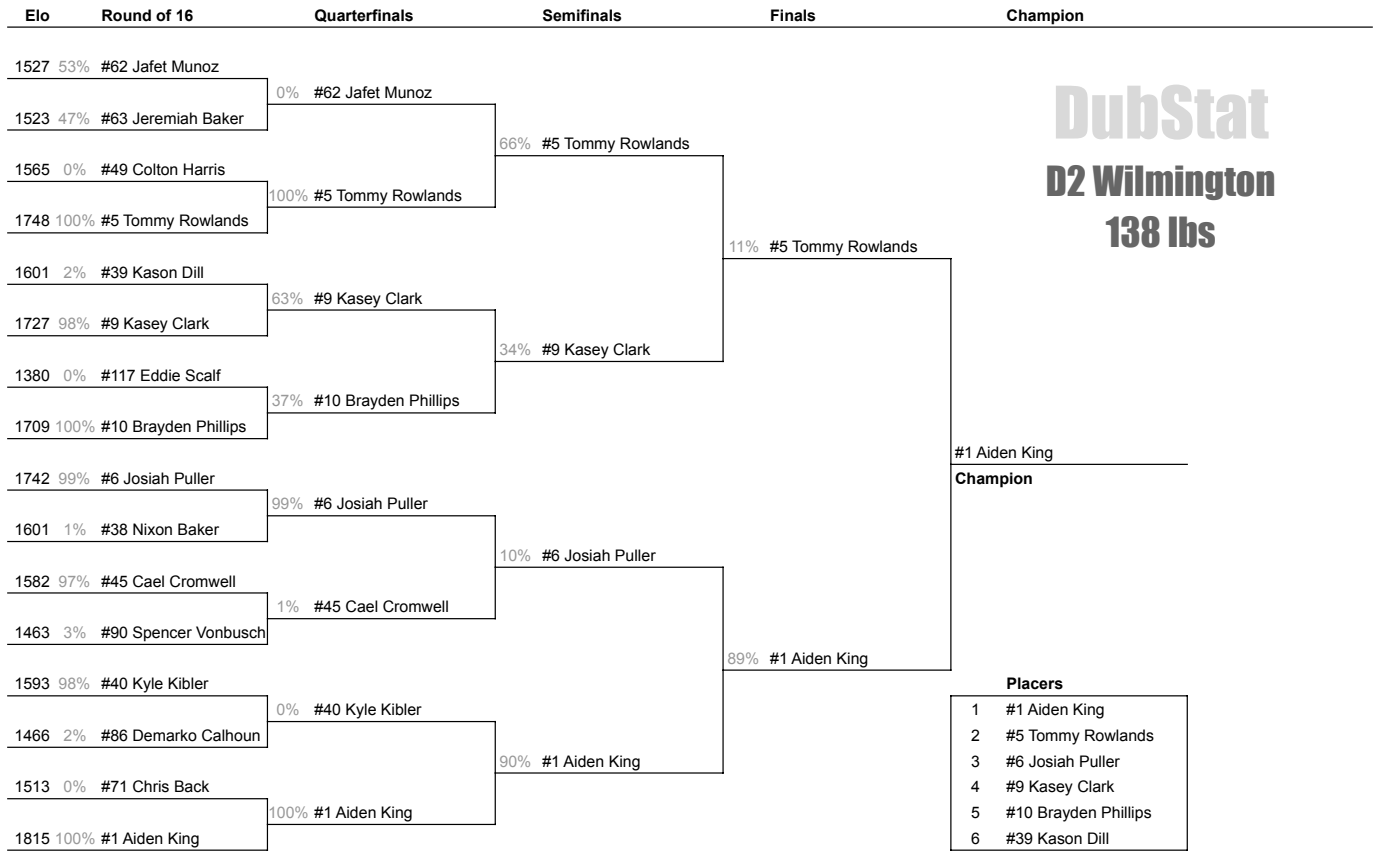 Elo Round of 16 Quarterfinals Semifinals Finals Champion
DubStat
D2 Wilmington
138 lbs
1527 53% #62 Jafet Munoz
0% #62 Jafet Munoz
1523 47% #63 Jeremiah Baker
66% #5 Tommy Rowlands
1565 0% #49 Colton Harris
100% #5 Tommy Rowlands
1748 100% #5 Tommy Rowlands
11% #5 Tommy Rowlands
1601 2% #39 Kason Dill
63% #9 Kasey Clark
1727 98% #9 Kasey Clark
34% #9 Kasey Clark
1380 0% #117 Eddie Scalf
37% #10 Brayden Phillips
1709 100% #10 Brayden Phillips
#1 Aiden King
Champion
1742 99% #6 Josiah Puller
99% #6 Josiah Puller
1601 1% #38 Nixon Baker
10% #6 Josiah Puller
1582 97% #45 Cael Cromwell
1% #45 Cael Cromwell
1463 3% #90 Spencer Vonbusch
89% #1 Aiden King
1593 98% #40 Kyle Kibler
0% #40 Kyle Kibler
1466 2% #86 Demarko Calhoun
90% #1 Aiden King
1513 0% #71 Chris Back
100% #1 Aiden King
1815 100% #1 Aiden King
Placers
1 #1 Aiden King
2 #5 Tommy Rowlands
3 #6 Josiah Puller
4 #9 Kasey Clark
5 #10 Brayden Phillips
6 #39 Kason Dill